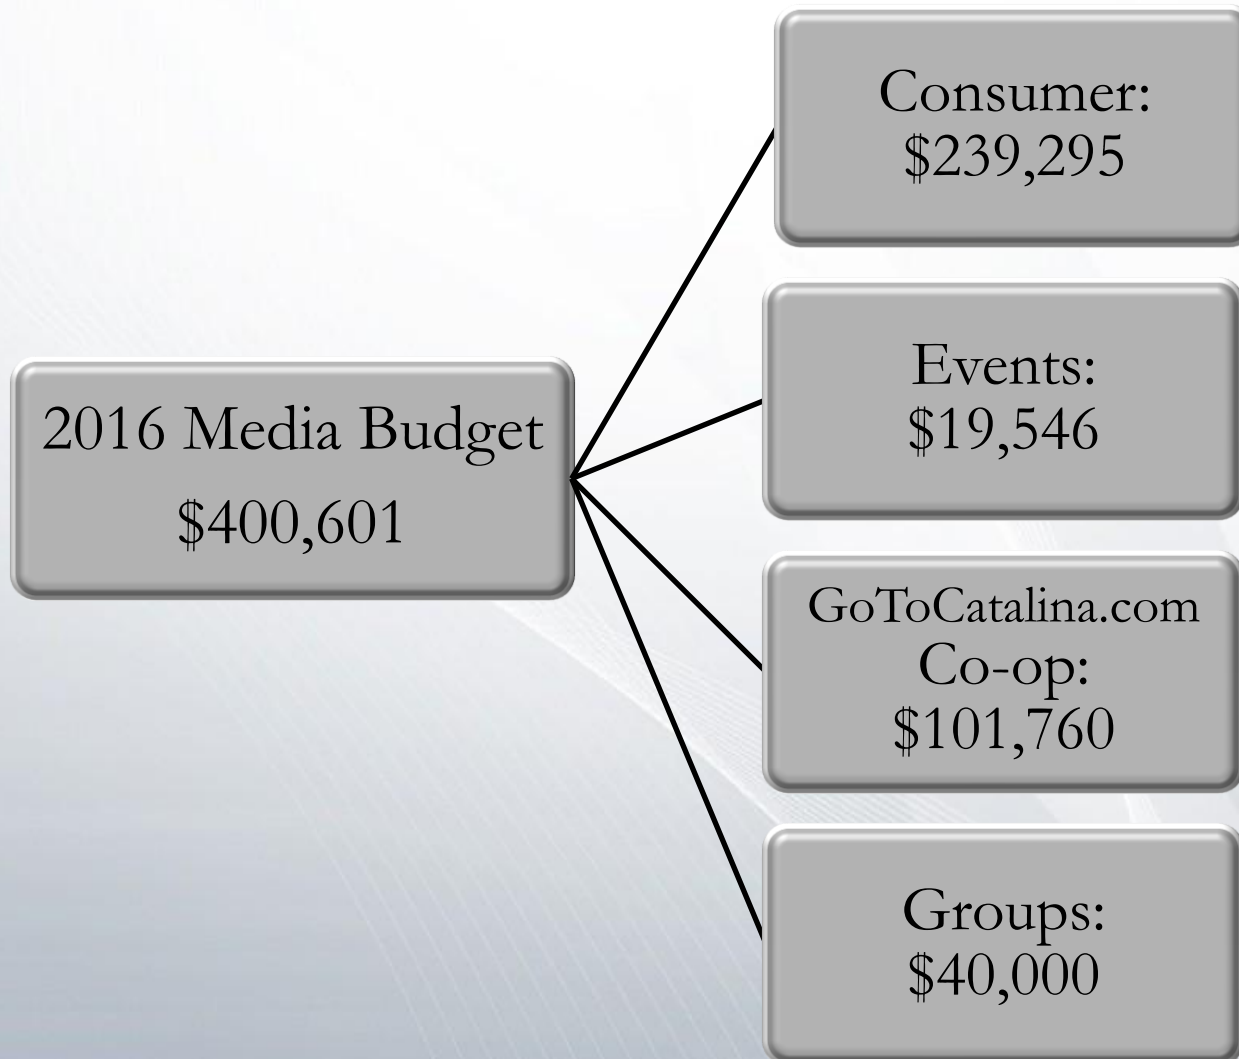 2016 Media Budget
$400,601
Consumer:
$239,295
Events:
$19,546
GoToCatalina.com
Co-op:
$101,760
Groups:
$40,000